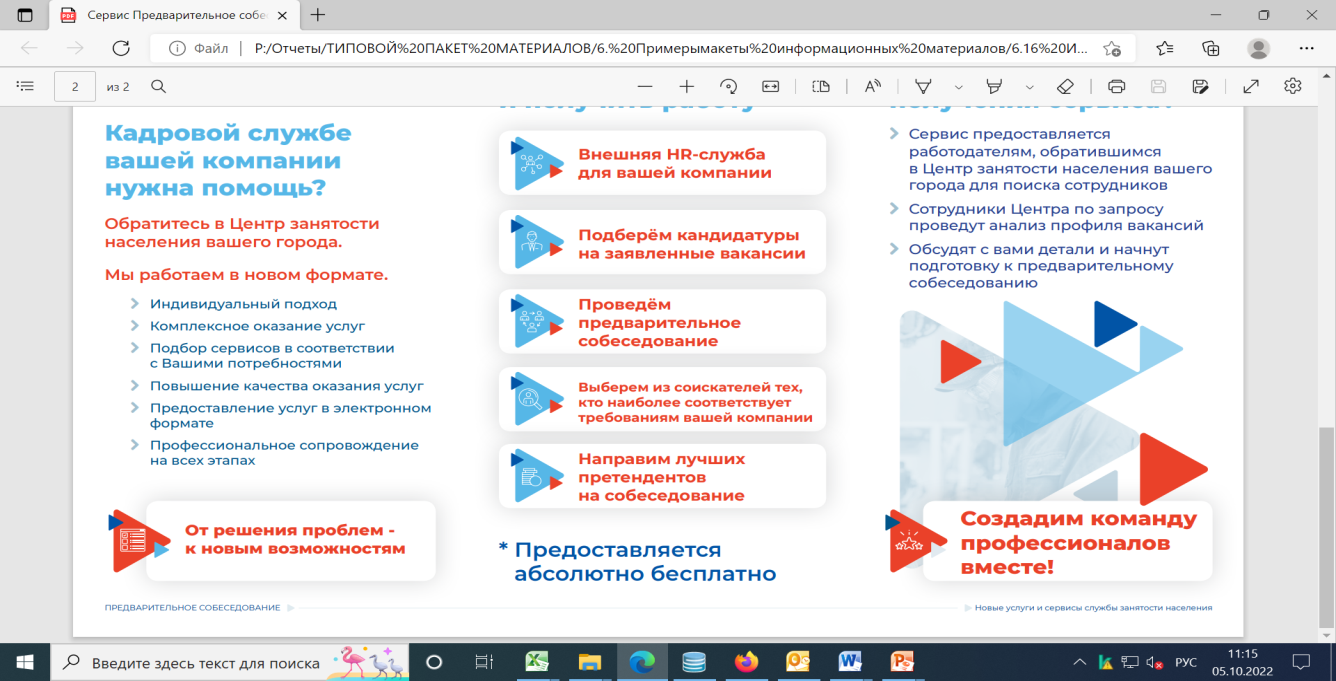 Сервис Предварительное собе
Файл
P:/Отчеты/ТИПОВОЙ%20ПАКЕТ%20МАТЕРИАЛОВ/6.%20Примерымакеты%20информационных%20материалов/6.16%20И...
2
из 2
Кадровой службе
вашей компании
нужна помощь?
Обратитесь в Центр занятости
населения вашего города.
Мы работаем в новом формате.
Индивидуальный подход
Комплексное оказание услуг
Подбор сервисов в соответствии
с Вашими потребностями
Повышение качества оказания услуг
Предоставление услуг в электронном
формате
Профессиональное сопровождение
на всех этапах
От решения проблем -
к новым возможностям
Внешняя HR-служба
для вашей компании
Подберём кандидатуры
на заявленные вакансии
Проведём
предварительное
собеседование
Выберем из соискателей тех,
кто наиболее соответствует
требованиям вашей компании
Направим лучших
претендентов
на собеседование
* Предоставляется
абсолютно бесплатно
Сервис предоставляется
работодателям, обратившимся
в Центр занятости населения вашего
города для поиска сотрудников
Сотрудники Центра по запросу
проведут анализ профиля вакансий
Обсудят с вами детали и начнут
подготовку к предварительному
собеседованию
Создадим команду
профессионалов
вместе!
ПРЕДВАРИТЕЛЬНОЕ СОБЕСЕДОВАНИЕ
Новые услуги и сервисы службы занятости населения
Введите здесь текст для поиска
РУС
11:15
05.10.2022